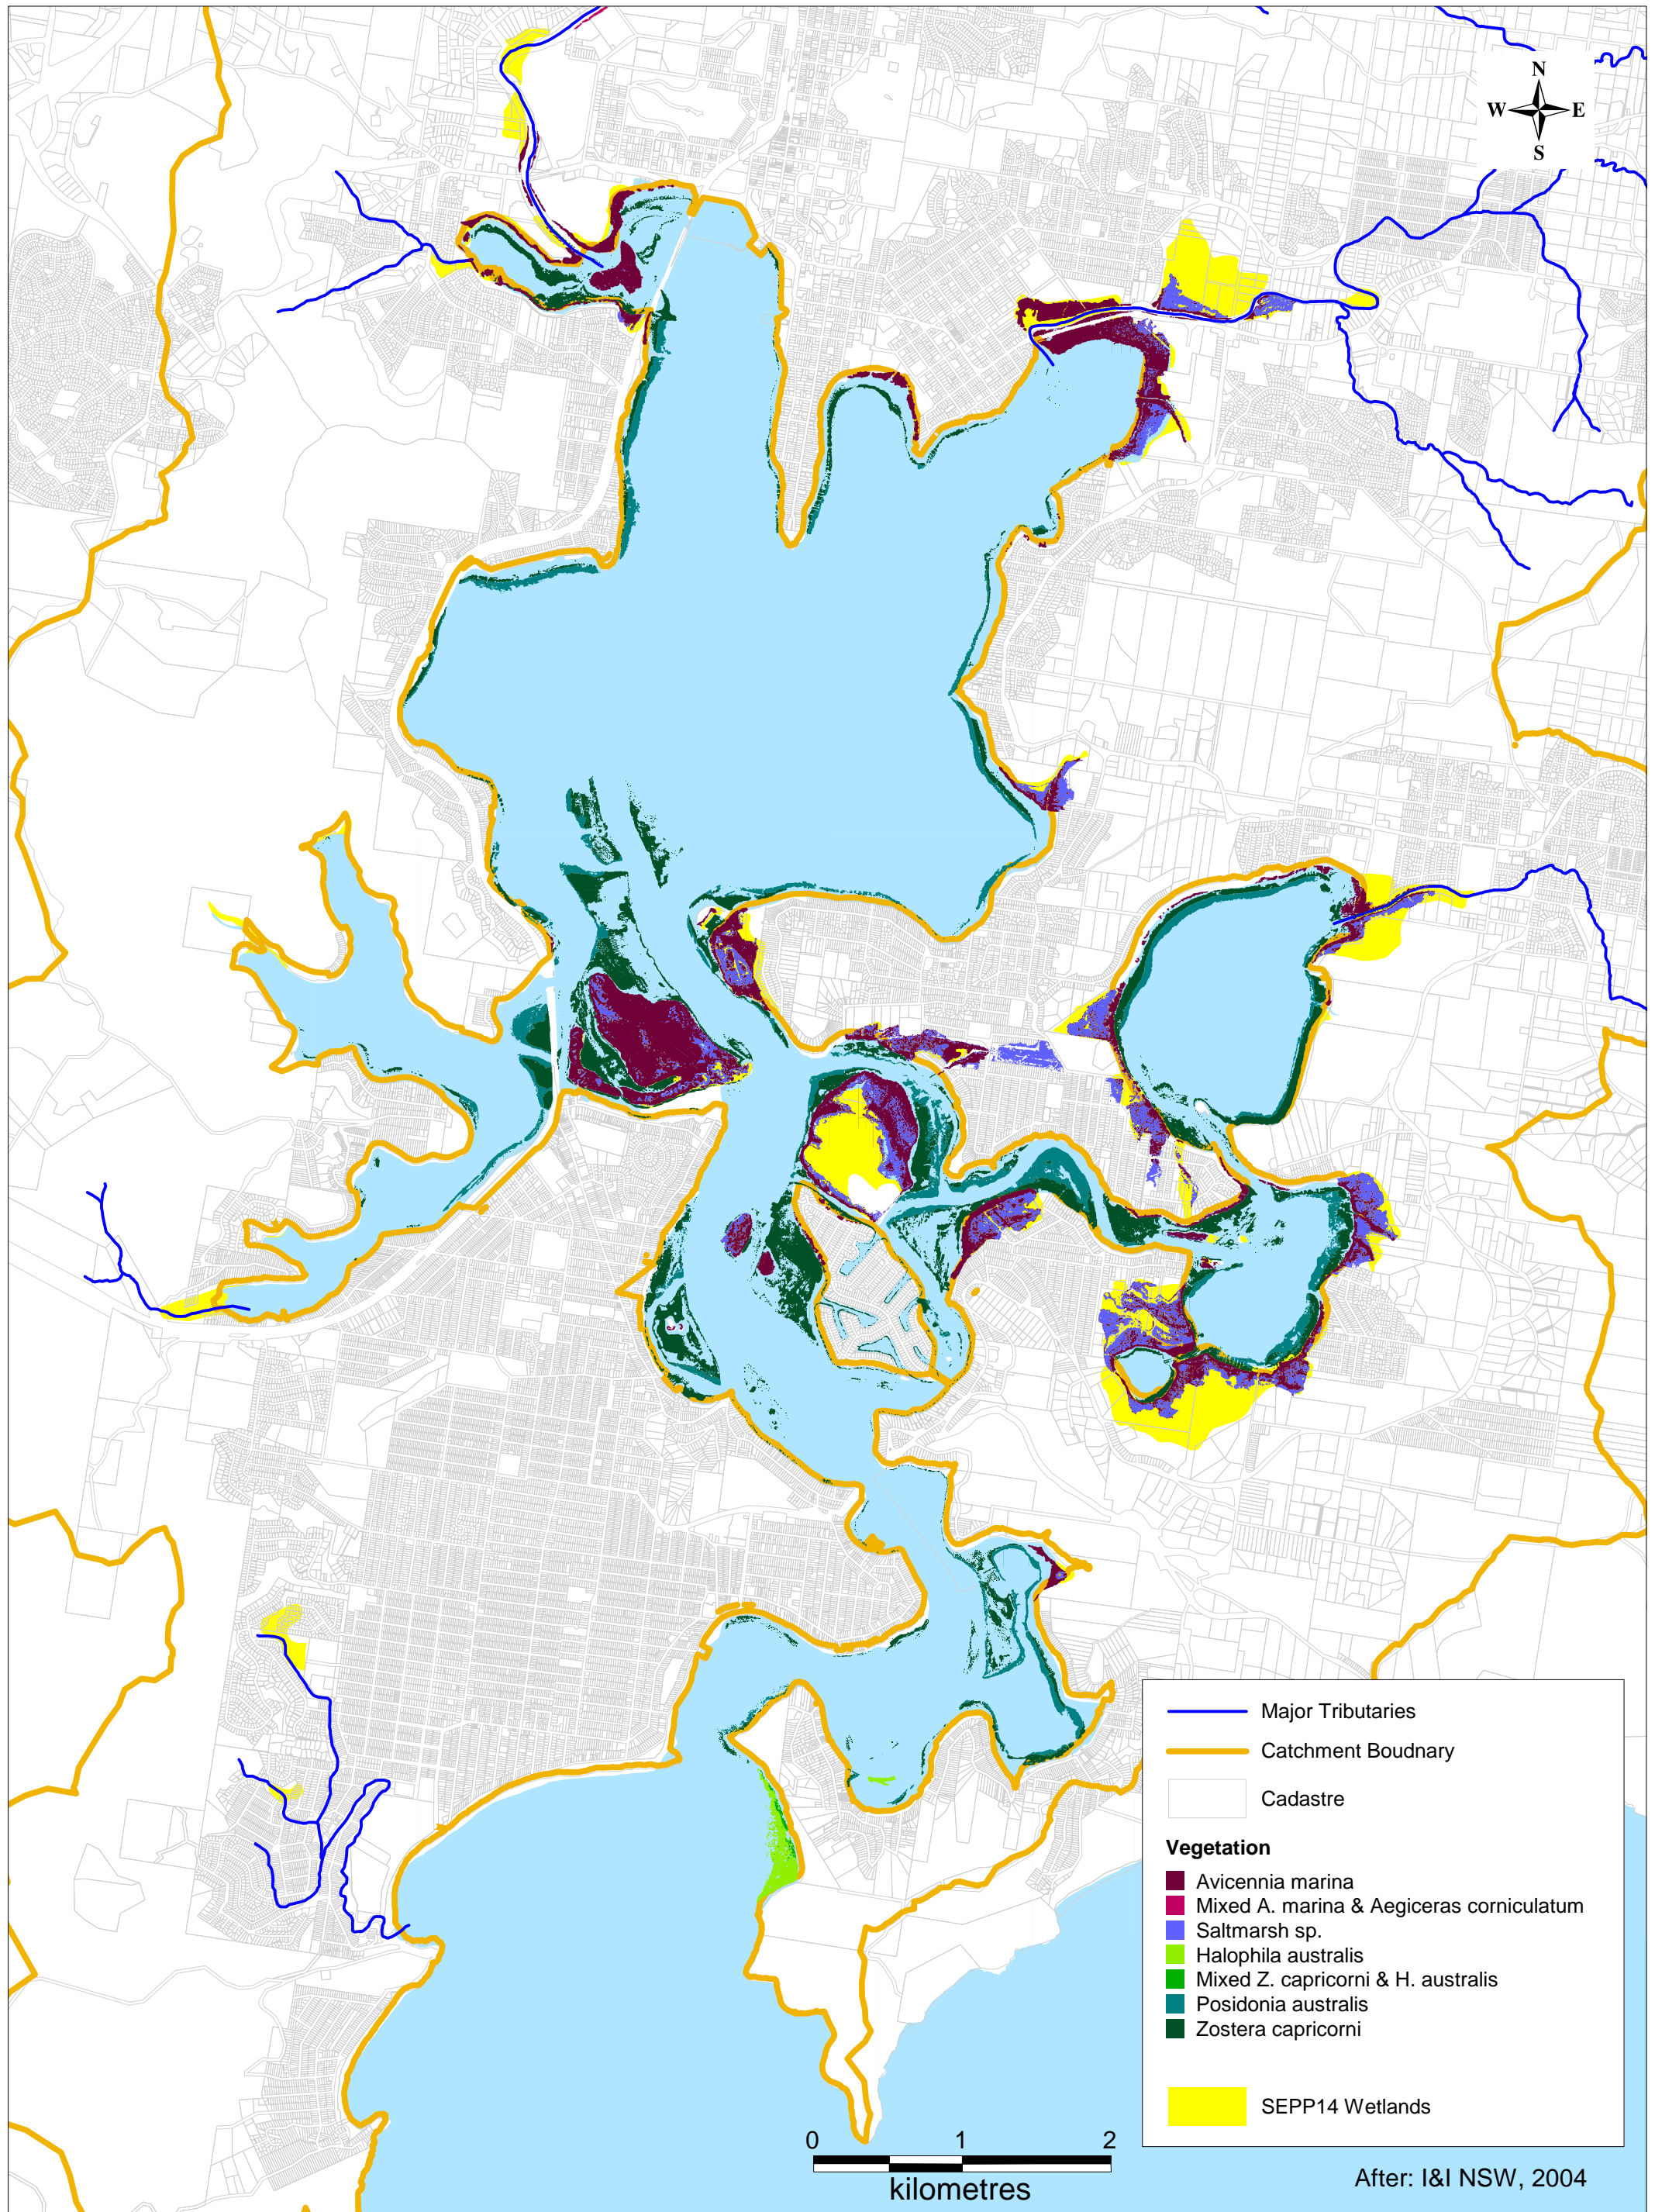 N
W E
S
Major Tributaries
Catchment Boudnary
Cadastre
Vegetation
Avicennia marina
Mixed A. marina & Aegiceras corniculatum
Saltmarsh sp.
Halophila australis
Mixed Z. capricorni & H. australis
Posidonia australis
Zostera capricorni
SEPP14 Wetlands
0 1 2
kilometres
After: I&I NSW, 2004